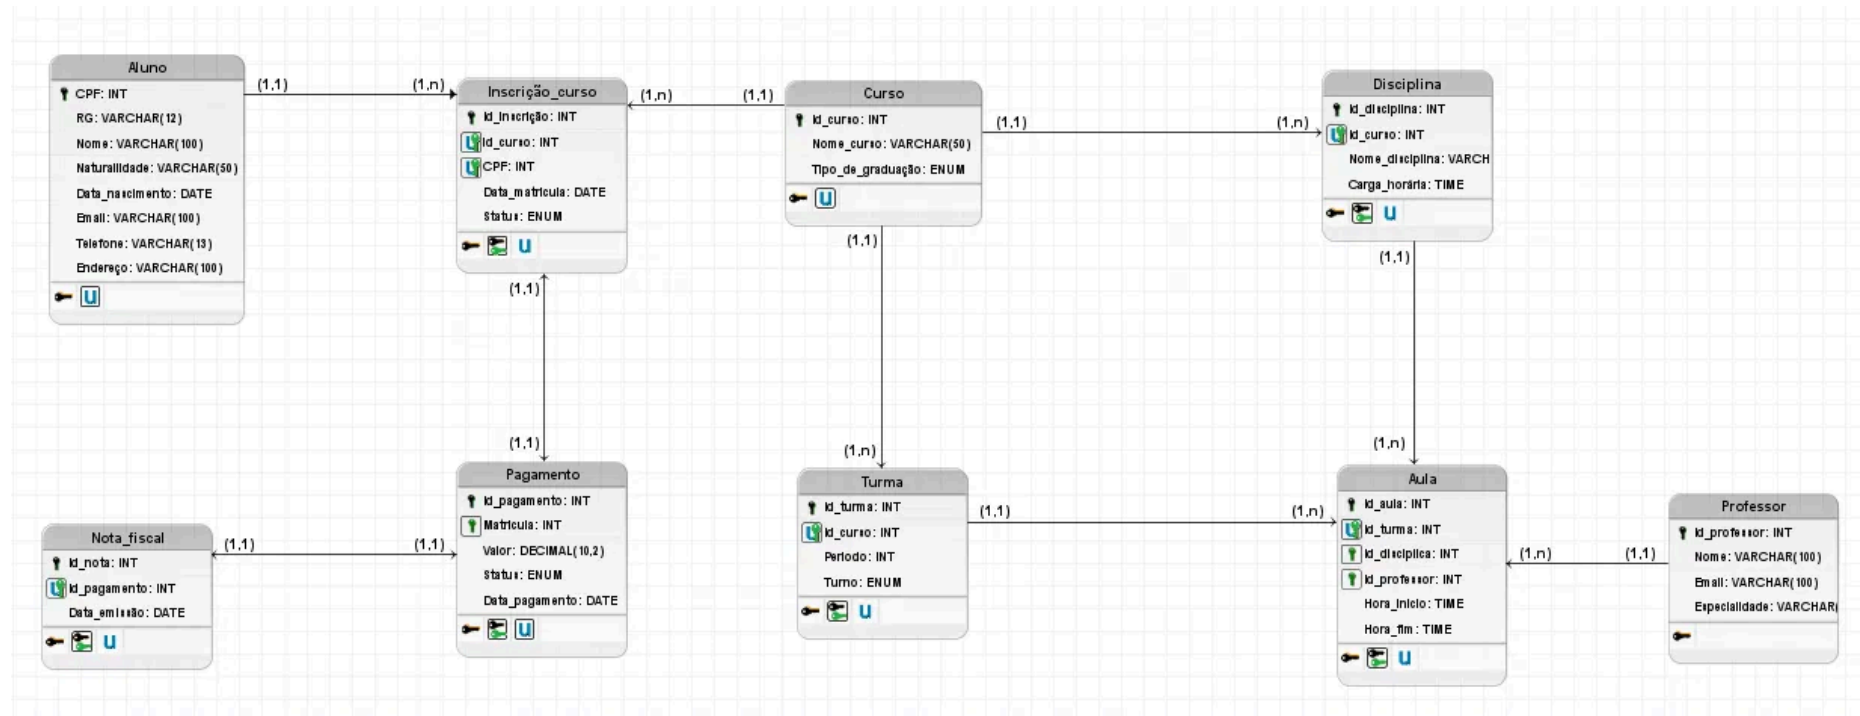 Aluno
CPF: INT
RG: VARCHAR(12)
Nome: VARCHAR(100)
Naturalidade: VARCHAR(50)
Data_nascimento: DATE
Email: VARCHAR(100)
Telefone: VARCHAR(13)
Endereço: VARCHAR(100)
U
(1,1)
(1,n)
Inscrição_curso
Id_Inscrição: INT
Id_curso: INT
CPF: INT
Data_matricula: DATE
Status: ENUM
U
(1,n)
(1,1)
Curso
Id_curso: INT
Nome_curso: VARCHAR(50)
Tipo_de_graduação: ENUM
U
(1,1)
(1,n)
Disciplina
Id_disciplina: INT
Id_curso: INT
Nome_disciplina: VARCH
Carga_horária: TIME
U
(1,1)
(1,1)
(1,1)
(1,1)
(1,n)
(1,n)
Nota_fiscal
Id_nota: INT
Id_pagamento: INT
Data_emissão: DATE
U
(1,1)
(1,1)
Pagamento
Id_pagamento: INT
Matricula: INT
Valor: DECIMAL(10,2)
Status: ENUM
Data_pagamento: DATE
U
Turma
Id_turma: INT
Id_curso: INT
Periodo: INT
Turno: ENUM
U
(1,1)
(1,n)
Aula
Id_aula: INT
Id_turma: INT
Id_disciplica: INT
Id_professor: INT
Hora_Inicio: TIME
Hora_fim: TIME
U
(1,n)
(1,1)
Professor
Id_professor: INT
Nome: VARCHAR(100)
Email: VARCHAR(100)
Especialidade: VARCHAR(